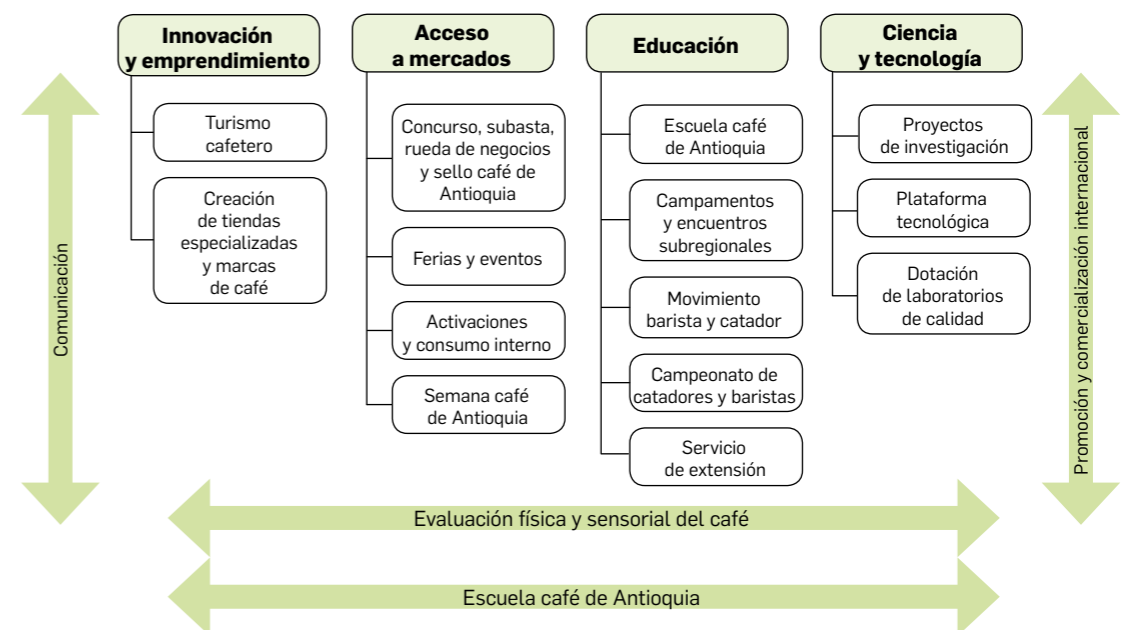 Innovación
y emprendimiento
Turismo
cafetero
Creación
de tiendas
especializadas
y marcas
de café
Acceso
a mercados
Concurso, subasta,
rueda de negocios
y sello café de
Antioquia
Ferias y eventos
Activaciones
y consumo interno
Semana café
de Antioquia
Educación
Escuela café
de Antioquia
Campamentos
y encuentros
subregionales
Movimiento
barista y catador
Campeonato de
catadores y baristas
Servicio
de extensión
Ciencia
y tecnología
Proyectos
de investigación
Plataforma
tecnológica
Dotación
de laboratorios
de calidad
Comunicación
Promoción y comercialización internacional
Evaluación física y sensorial del café
Escuela café de Antioquia